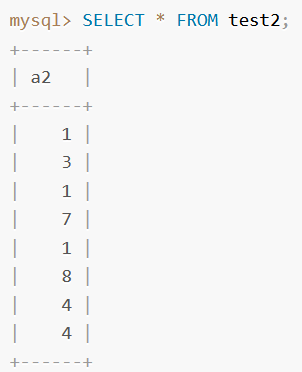 mysql> SELECT * FROM test2;
+------+
| a2   |
+------+
|    1 |
|    3 |
|    1 |
|    7 |
|    1 |
|    8 |
|    4 |
|    4 |
+------+